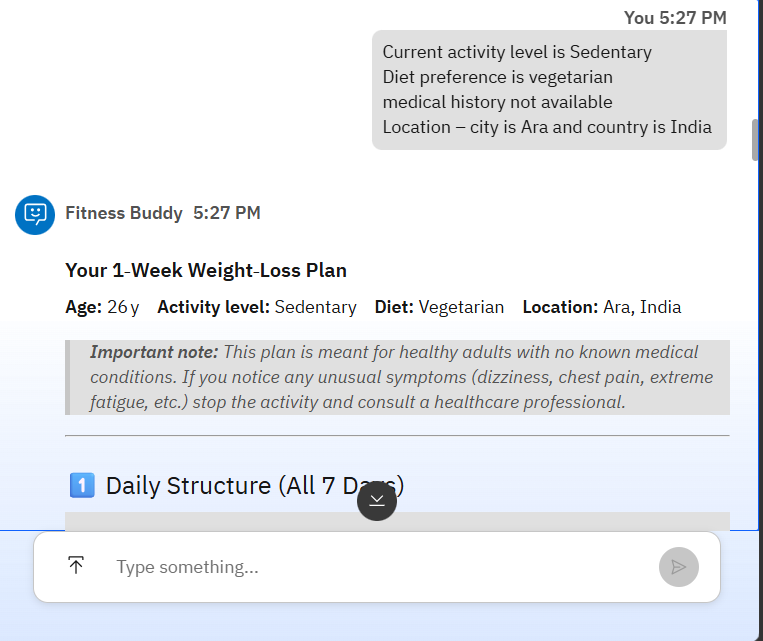 You 5:27 PM
Current activity level is Sedentary
Diet preference is vegetarian
medical history not available
Location – city is Ara and country is India
Fitness Buddy 5:27 PM
Your 1-Week Weight-Loss Plan
Age: 26 y Activity level: Sedentary Diet: Vegetarian Location: Ara, India
Important note: This plan is meant for healthy adults with no known medical
conditions. If you notice any unusual symptoms (dizziness, chest pain, extreme
fatigue, etc.) stop the activity and consult a healthcare professional.
1 Daily Structure (All 7 Days)
Type something...